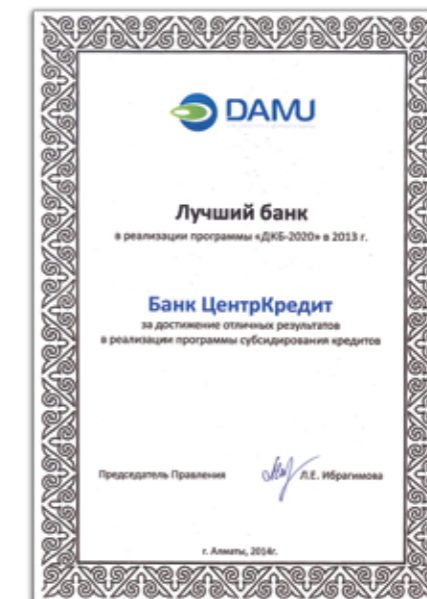 DAMU
Лучший банк
в реализации программы «ДКБ-2020» в 2013 г.
Банк ЦентрКредит
за достижение отличных результатов
в реализации программы субсидирования кредитов
Председатель Правления Л.Е. Ибрагимова
г. Алматы, 2014г.